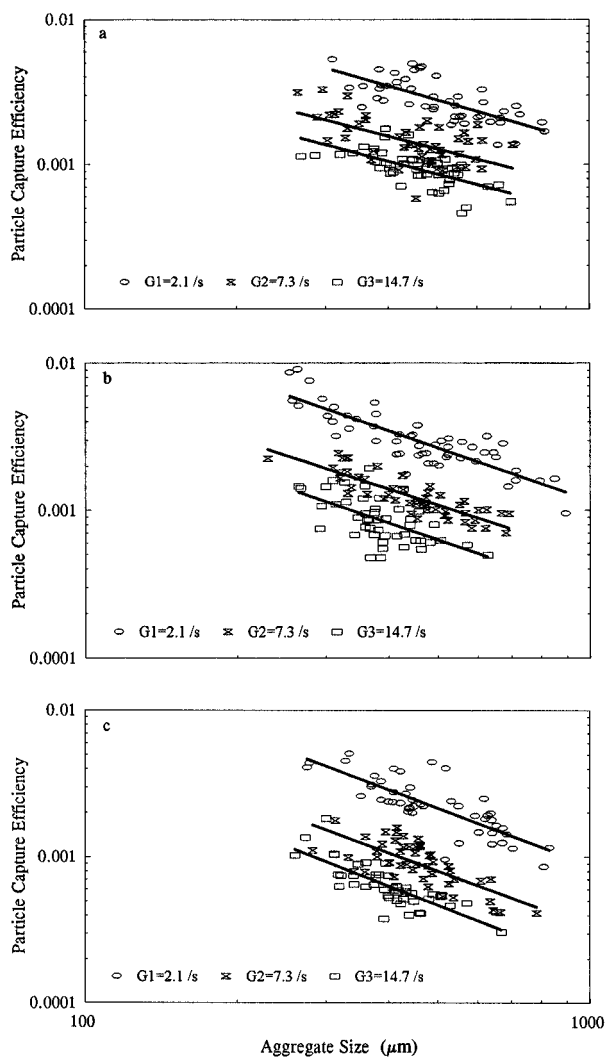 0.01
a
Particle Capture Efficiency
0.001
G1=2.1 /s G2=7.3 /s G3=14.7 /s
0.0001
0.01
b
Particle Capture Efficiency
0.001
G1=2.1 /s G2=7.3 /s G3=14.7 /s
0.0001
0.01
c
Particle Capture Efficiency
0.001
G1=2.1 /s G2=7.3 /s G3=14.7 /s
0.0001
100 1000
Aggregate Size (μm)